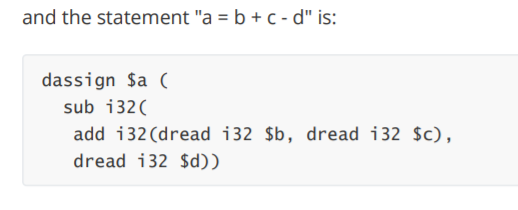 and the statement "a = b + c - d" is:
dassign $a (
sub i32(
add i32(dread i32 $b, dread i32 $c),
dread i32 $d))